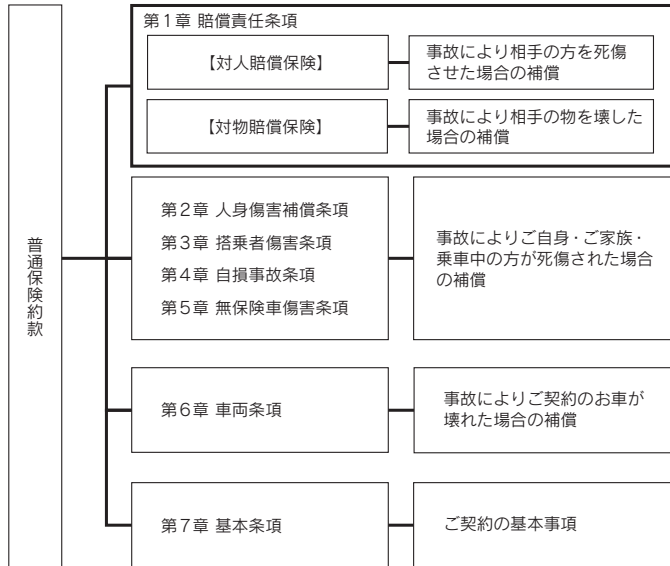 普通保険約款
第1章 賠償責任条項
【対人賠償保険】
事故により相手の方を死傷
させた場合の補償
【対物賠償保険】
事故により相手の物を壊した
場合の補償
第2章 人身傷害補償条項
第3章 搭乗者傷害条項
第4章 自損事故条項
第5章 無保険車傷害条項
事故によりご自身・ご家族・
乗車中の方が死傷された場合
の補償
第6章 車両条項
事故によりご契約のお車が
壊れた場合の補償
第7章 基本条項
ご契約の基本事項